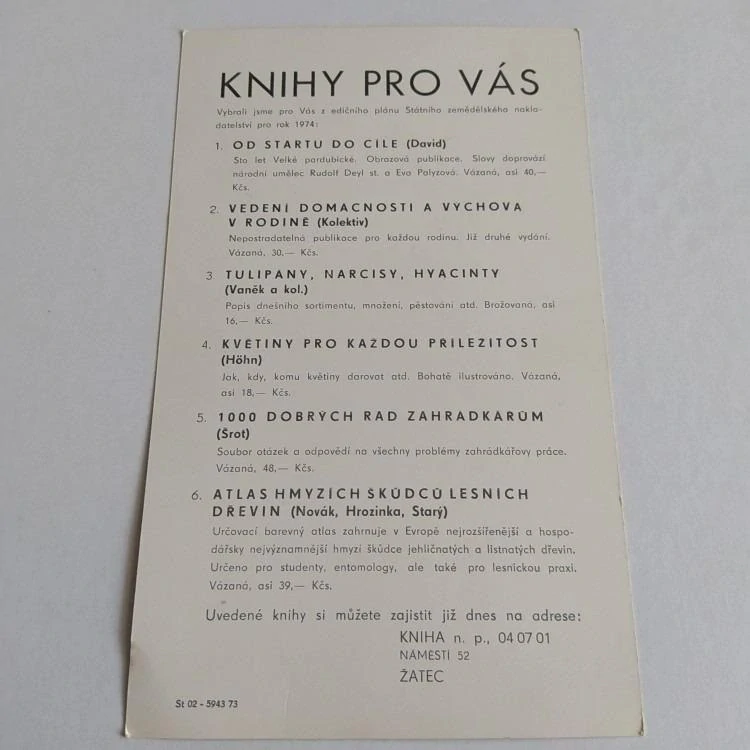 KNIHY PRO VÁS
Vybrali jsme pro Vás z edičního plánu Státního zemědělského nakla-
datelství pro rok 1974:
1. OD STARTU DO CÍLE (David)
Sto let Velké pardubické. Obrazová publikace. Slovy doprovází
národní umělec Rudolf Deyl st. a Eva Palyzová. Vázaná, asi 40,—
Kčs.
2. VEDENÍ DOMÁCNOSTI A VÝCHOVA
V RODINĚ (Kolektiv)
Nepostradatelná publikace pro každou rodinu. Již druhé vydání.
Vázaná, 30,— Kčs.
3. TULIPÁNY, NARCISY, HYACINTY
(Vaněk a kol.)
Popis dnešního sortimentu, množení, pěstování atd. Brožovaná, asi
16,— Kčs.
4. KVĚTINY PRO KAŽDOU PŘÍLEŽITOST
(Höhn)
Jak, kdy, komu květiny darovat atd. Bohatě ilustrováno. Vázaná,
asi 18,— Kčs.
5. 1000 DOBRÝCH RAD ZAHRÁDKÁŘŮM
(Šrot)
Soubor otázek a odpovědí na všechny problémy zahrádkářovy práce.
Vázaná, 48,— Kčs.
6. ATLAS HMYZÍCH ŠKŮDCŮ LESNÍCH
DŘEVIN (Novák, Hrozinka, Starý)
Určovací barevný atlas zahrnuje v Evropě nejrozšířenější a hospo-
dářsky nejvýznamnější hmyzí škůdce jehličnatých a listnatých dřevin.
Určeno pro studenty, entomology, ale také pro lesnickou praxi.
Vázaná, asi 39,— Kčs.
Uvedené knihy si můžete zajistit již dnes na adrese:
KNIHA n. p., 04 07 01
NÁMĚSTÍ 52
ŽATEC
St 02 - 5943 73